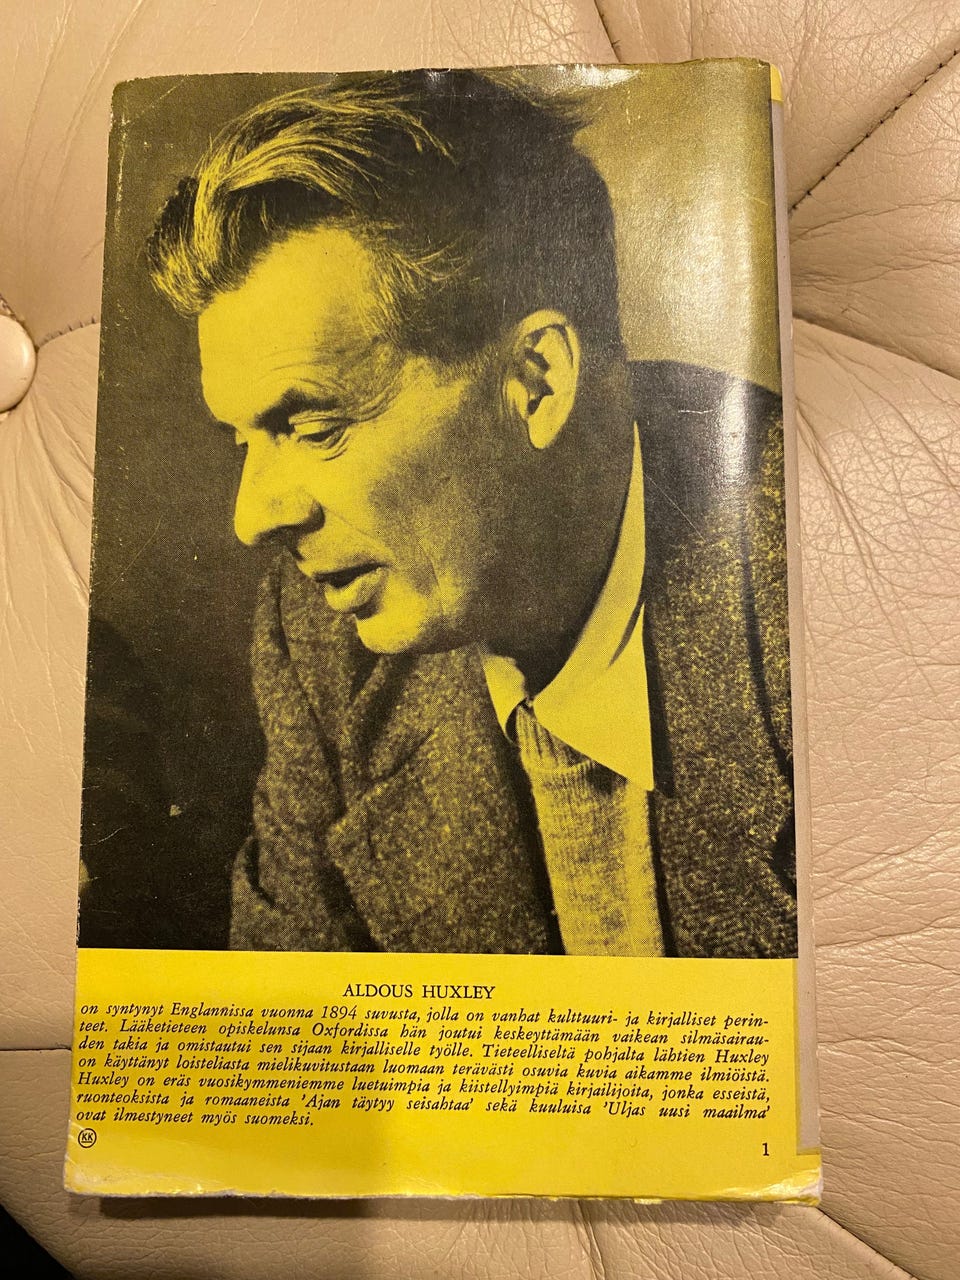 ALDOUS HUXLEY
on syntynyt Englannissa vuonna 1894 suvusta, jolla on vanhat kulttuuri- ja kirjalliset perin-
teet. Lääketieteen opiskelunsa Oxfordissa hän joutui keskeyttämään vaikean silmäsairau-
den takia ja omistautui sen sijaan kirjalliselle työlle. Tieteelliseltä pohjalta lähtien Huxley
on käyttänyt loisteliasta mielikuvitustaan luomaan terävästi osuvia kuvia aikamme ilmiöistä.
Huxley on eräs vuosikymmeniemme luetuimpia ja kiistellyimpiä kirjailijoita, jonka esseistä,
ruonteoksista ja romaaneista 'Ajan täytyy seisahtaa' sekä kuuluisa 'Uljas uusi maailma'
ovat ilmestyneet myös suomeksi.
KK
1